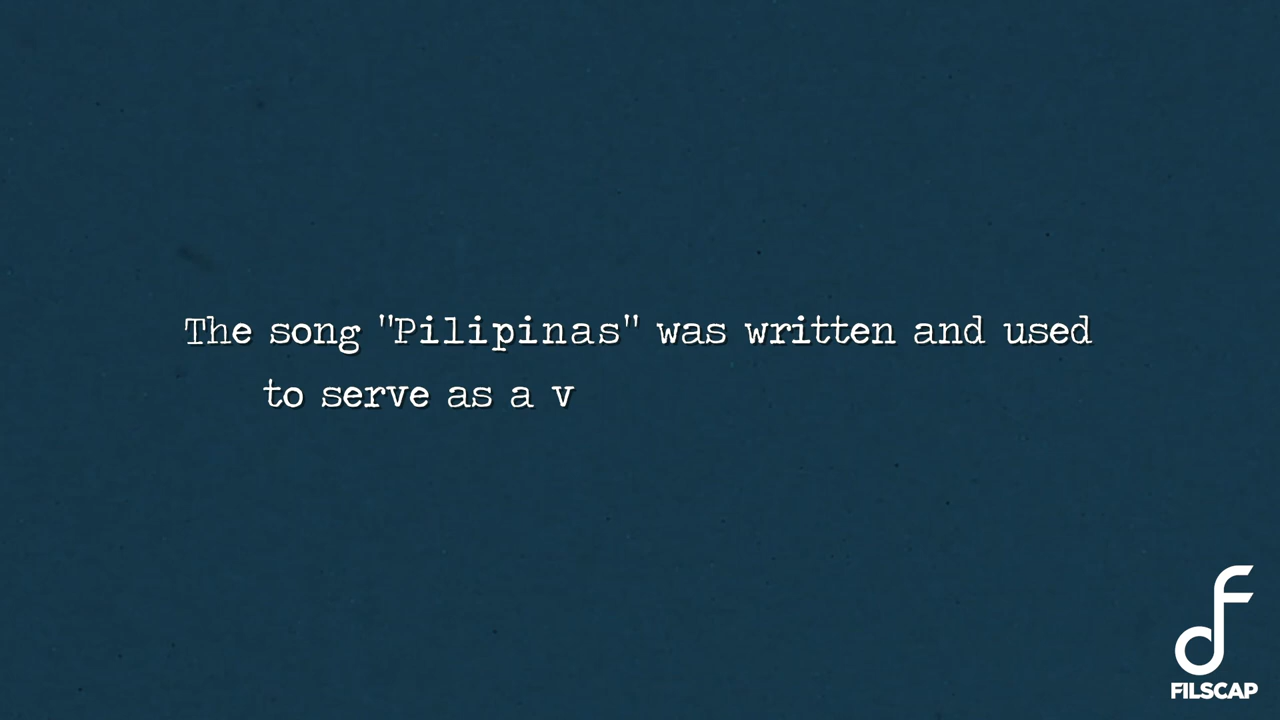 The song "Pilipinas" was written and used
to serve as a v
FILSCAP